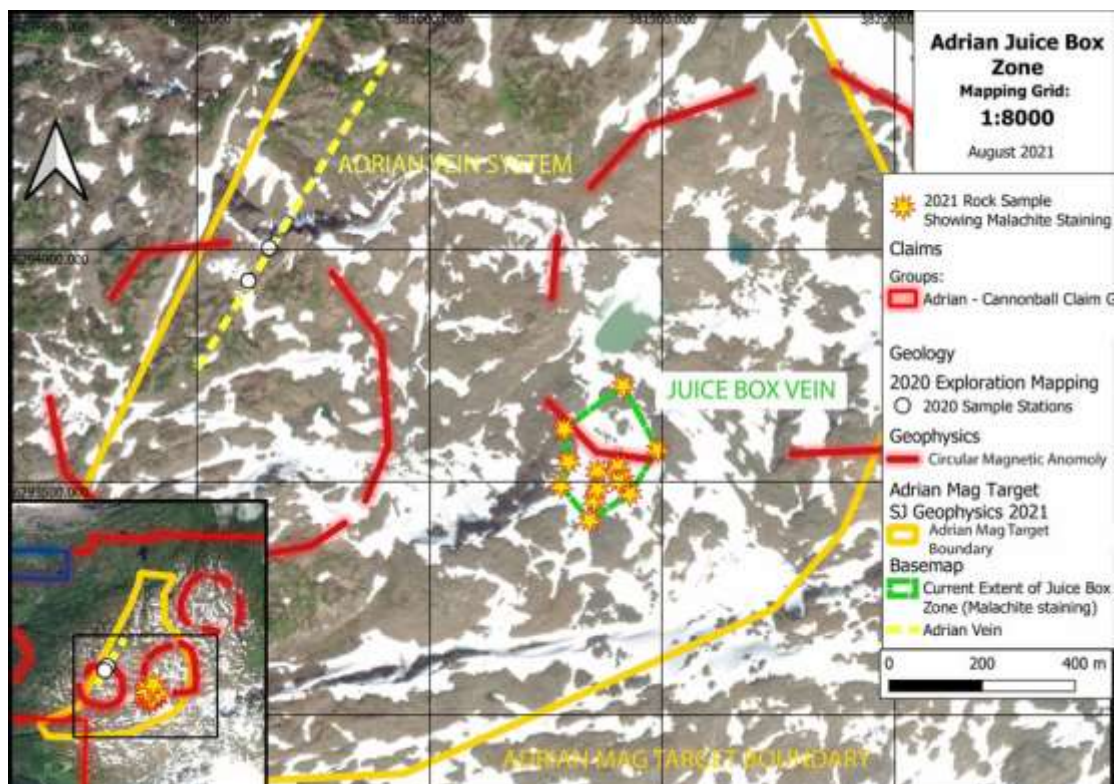 381500.000
ADRIAN VEIN SYSTEM
JUICE BOX VEIN
ADRIAN MAG TARGET BOUNDARY
Adrian Juice Box
Zone
Mapping Grid:
1:8000
August 2021
2021 Rock Sample
Showing Malachite Staining
Claims
Groups:
Adrian - Cannonball Claim G
Geology
2020 Exploration Mapping
2020 Sample Stations
Geophysics
Circular Magnetic Anomoly
Adrian Mag Target
SJ Geophysics 2021
Adrian Mag Target
Boundary
Basemap
Current Extent of Juice Box
Zone (Malachite staining)
Adrian Vein
0 200 400 m